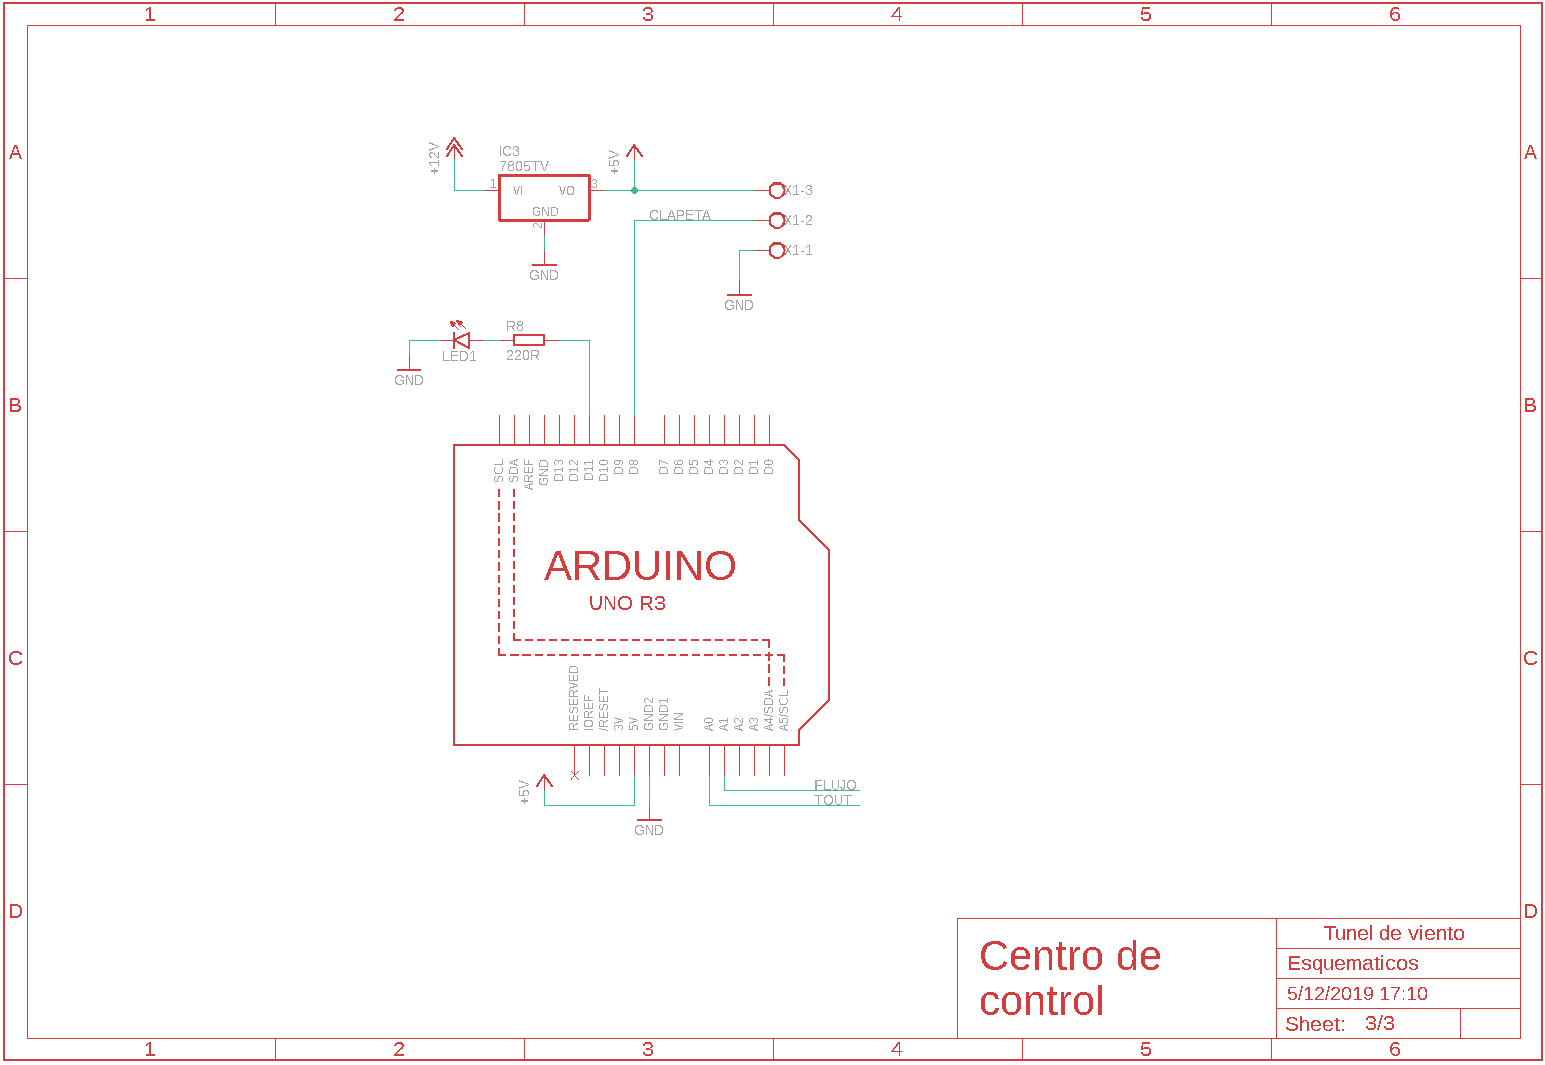 1 2 3 4 5 6
A A
+12V
IC3
7805TV
1 VI VO 3
GND
2
GND
+5V
X1-3
CLAPETA X1-2
X1-1
GND
R8
LED1 220R
GND
B B
SCL SDA AREF GND D13 D12 D11 D10 D9 D8 D7 D6 D5 D4 D3 D2 D1 D0
ARDUINO
UNO R3
C C
RESERVED IOREF /RESET 3V 5V GND2 GND1 VIN A0 A1 A2 A3 A4/SDA A5/SCL
+5V
FLUJO
TOUT
GND
D D
Centro de
control
Tunel de viento
Esquematicos
5/12/2019 17:10
Sheet: 3/3
1 2 3 4 5 6